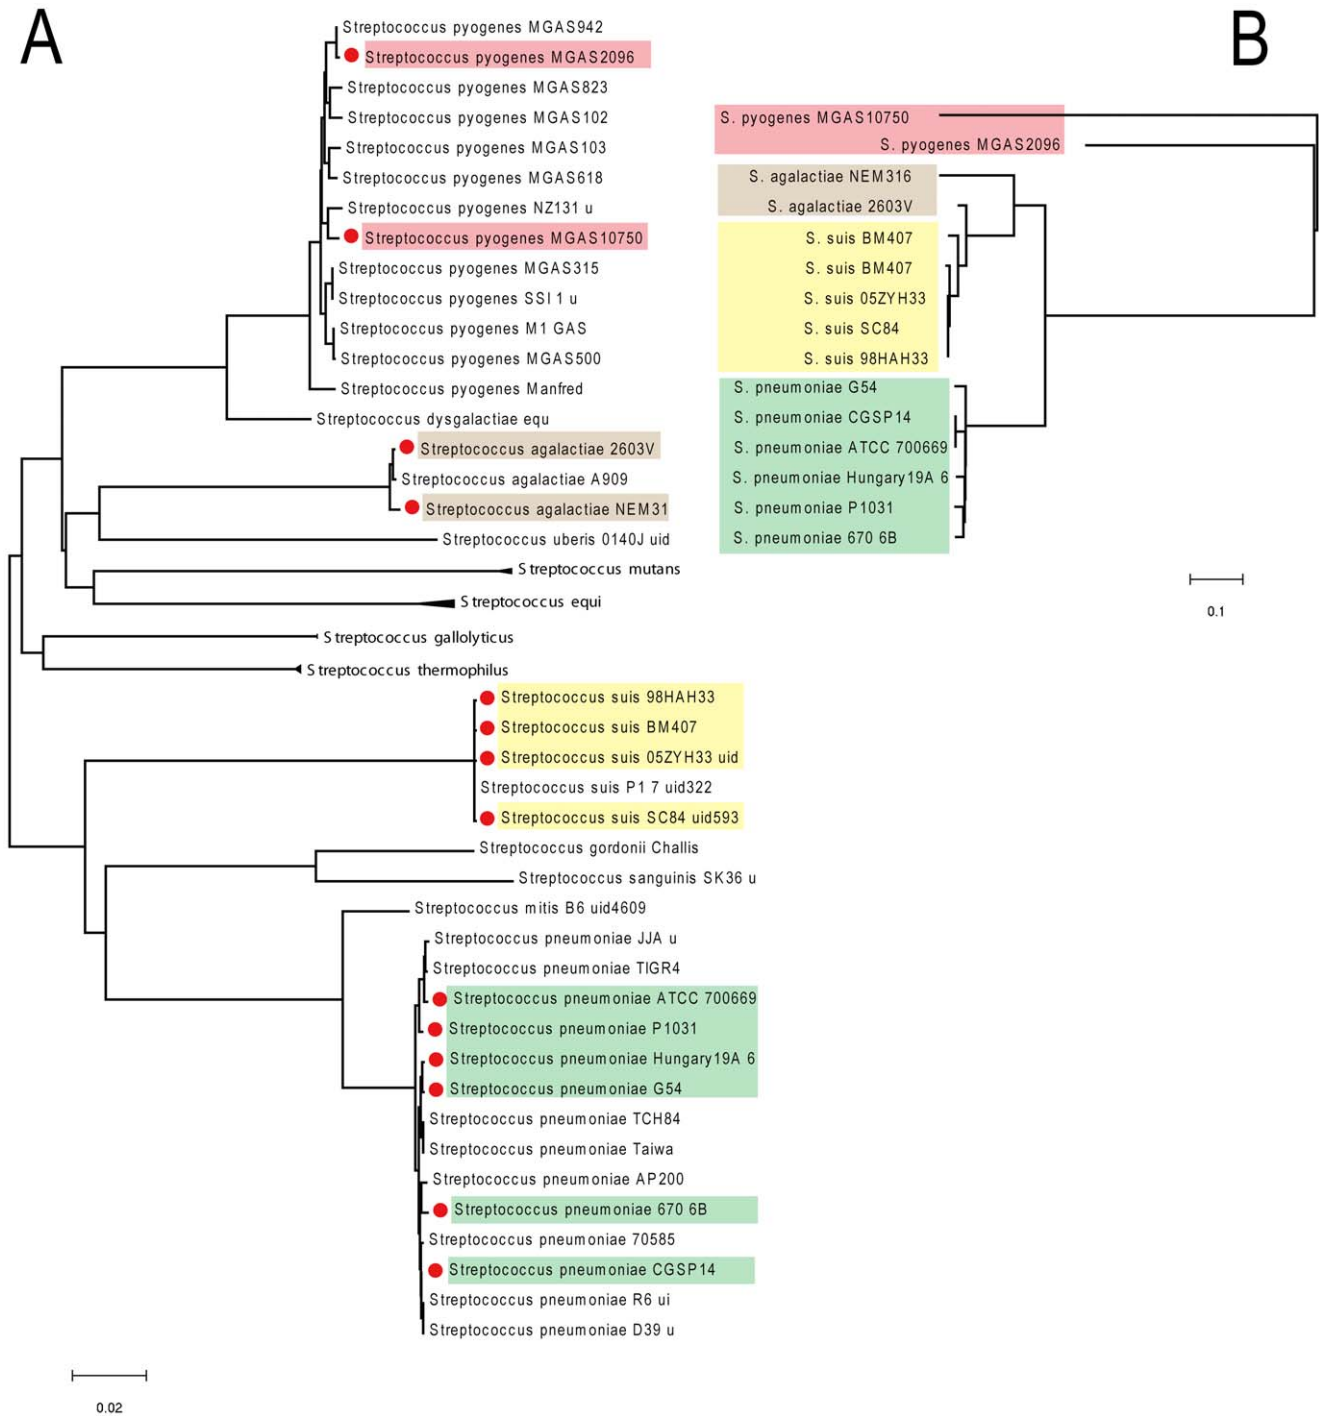 A
Streptococcus pyogenes MGAS942
Streptococcus pyogenes MGAS2096
Streptococcus pyogenes MGAS823
Streptococcus pyogenes MGAS102
Streptococcus pyogenes MGAS103
Streptococcus pyogenes MGAS618
Streptococcus pyogenes NZ131 u
Streptococcus pyogenes MGAS10750
Streptococcus pyogenes MGAS315
Streptococcus pyogenes SSI 1 u
Streptococcus pyogenes M1 GAS
Streptococcus pyogenes MGAS500
Streptococcus pyogenes Manfred
Streptococcus dysgalactiae equ
Streptococcus agalactiae 2603V
Streptococcus agalactiae A909
Streptococcus agalactiae NEM31
Streptococcus uberis 0140J uid
Streptococcus mutans
Streptococcus equi
Streptococcus gallolyticus
Streptococcus thermophilus
Streptococcus suis 98HAH33
Streptococcus suis BM407
Streptococcus suis 05ZYH33 uid
Streptococcus suis P1 7 uid322
Streptococcus suis SC84 uid593
Streptococcus gordonii Challis
Streptococcus sanguinis SK36 u
Streptococcus mitis B6 uid4609
Streptococcus pneumoniae JJA u
Streptococcus pneumoniae TIGR4
Streptococcus pneumoniae ATCC 700669
Streptococcus pneumoniae P1031
Streptococcus pneumoniae Hungary19A 6
Streptococcus pneumoniae G54
Streptococcus pneumoniae TCH84
Streptococcus pneumoniae Taiwa
Streptococcus pneumoniae AP200
Streptococcus pneumoniae 670 6B
Streptococcus pneumoniae 70585
Streptococcus pneumoniae CGSP14
Streptococcus pneumoniae R6 ui
Streptococcus pneumoniae D39 u
0.02
B
S. pyogenes MGAS10750
S. pyogenes MGAS2096
S. agalactiae NEM316
S. agalactiae 2603V
S. suis BM407
S. suis BM407
S. suis 05ZYH33
S. suis SC84
S. suis 98HAH33
S. pneumoniae G54
S. pneumoniae CGSP14
S. pneumoniae ATCC 700669
S. pneumoniae Hungary19A 6
S. pneumoniae P1031
S. pneumoniae 670 6B
0.1